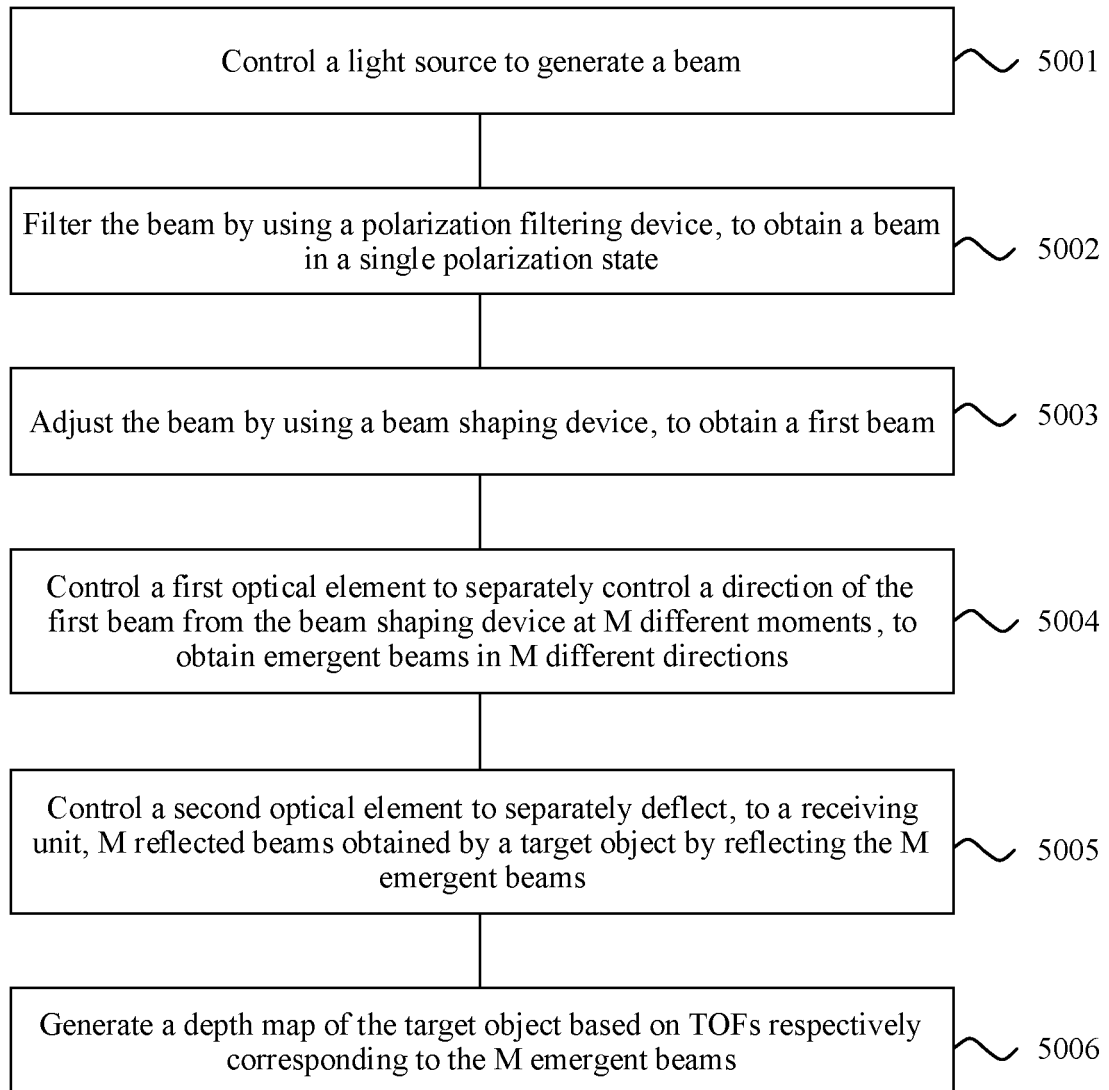 Control a light source to generate a beam
5001
Filter the beam by using a polarization filtering device, to obtain a beam
in a single polarization state
5002
Adjust the beam by using a beam shaping device, to obtain a first beam
5003
Control a first optical element to separately control a direction of the
first beam from the beam shaping device at M different moments, to
obtain emergent beams in M different directions
5004
Control a second optical element to separately deflect, to a receiving
unit, M reflected beams obtained by a target object by reflecting the M
emergent beams
5005
Generate a depth map of the target object based on TOFs respectively
corresponding to the M emergent beams
5006